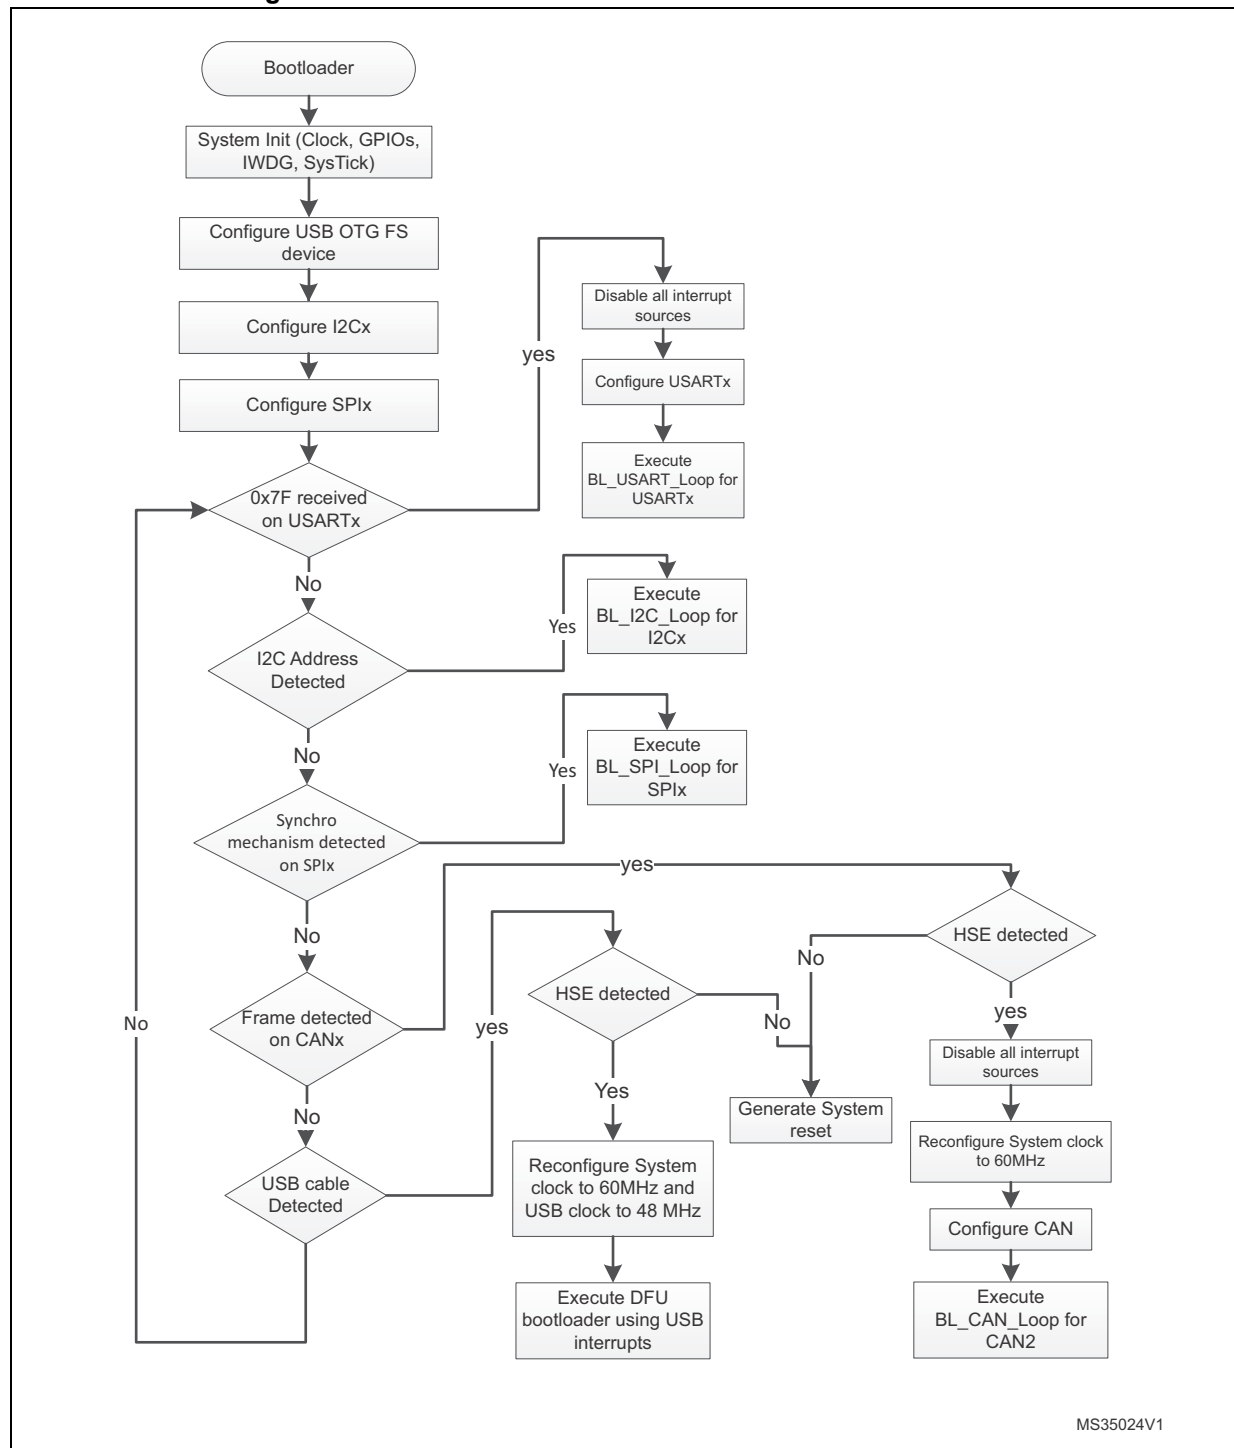 Bootloader
System Init (Clock, GPIOs,
IWDG, SysTick)
Configure USB OTG FS
device
Configure I2Cx
Configure SPIx
0x7F received
on USARTx
yes
Disable all interrupt
sources
Configure USARTx
Execute
BL_USART_Loop for
USARTx
No
I2C Address
Detected
Yes
Execute
BL_I2C_Loop for
I2Cx
No
Synchro
mechanism detected
on SPIx
Yes
Execute
BL_SPI_Loop for
SPIx
No
Frame detected
on CANx
yes
HSE detected
No
yes
Disable all interrupt
sources
Reconfigure System clock
to 60MHz
Configure CAN
Execute
BL_CAN_Loop for
CAN2
No
USB cable
Detected
No
yes
HSE detected
No
Generate System
reset
Yes
Reconfigure System
clock to 60MHz and
USB clock to 48 MHz
Execute DFU
bootloader using USB
interrupts
MS35024V1